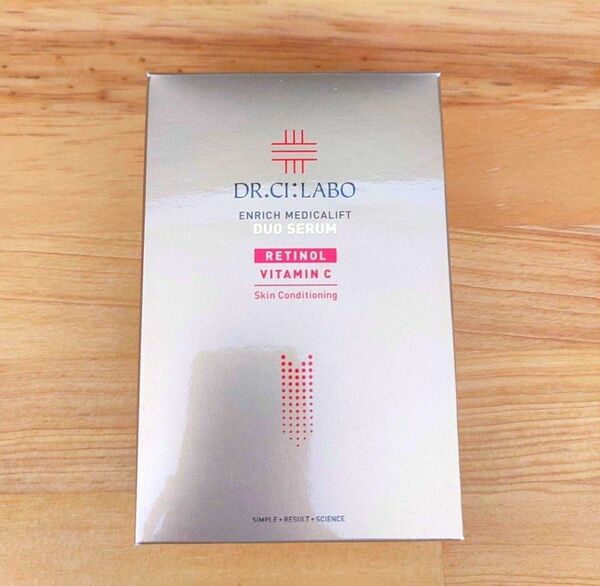 DR.CI:LABO
ENRICH MEDICALIFT
DUO SERUM
RETINOL
VITAMIN C
Skin Conditioning
SIMPLE+RESULT+SCIENCE